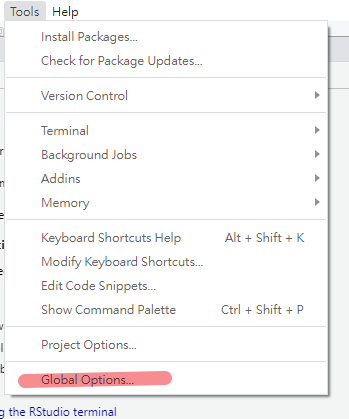 Tools Help
Install Packages...
Check for Package Updates...
Version Control
Terminal
Background Jobs
Addins
Memory
Keyboard Shortcuts Help Alt + Shift + K
Modify Keyboard Shortcuts...
Edit Code Snippets...
Show Command Palette Ctrl + Shift + P
Project Options...
Global Options...
g the RStudio terminal